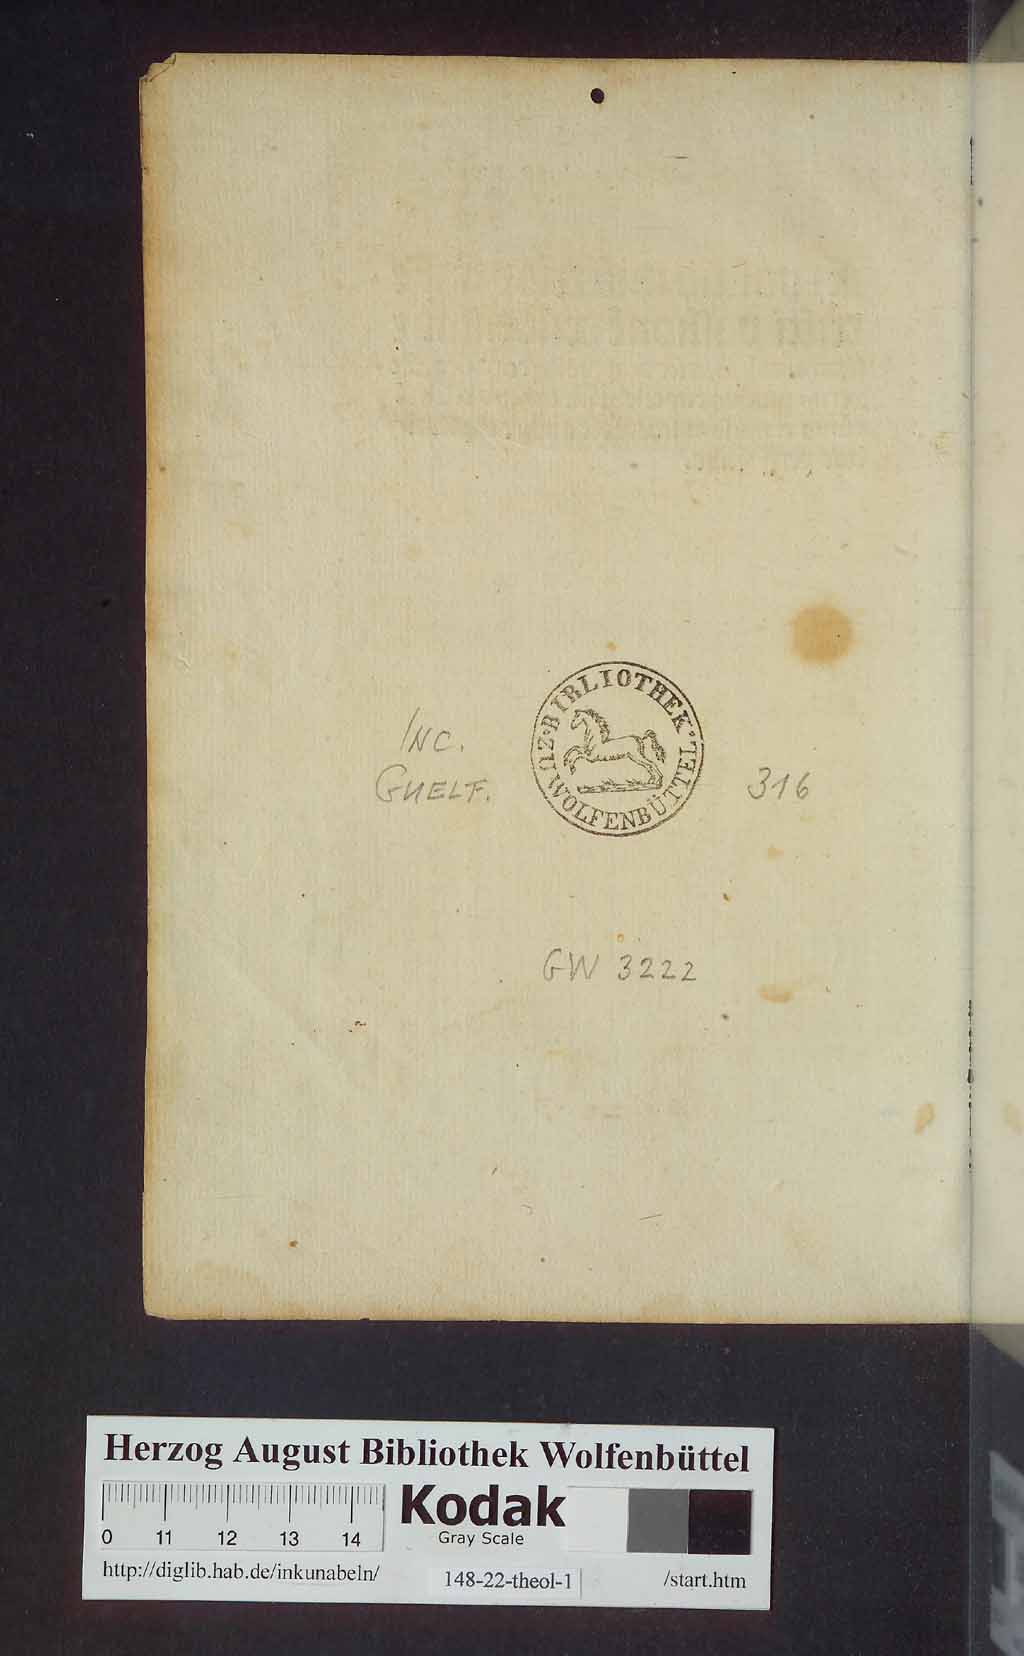 BIBLIOTHEK · ZU WOLFENBÜTTEL ·
INC.
GUELF. 316
GW 3222
Herzog August Bibliothek Wolfenbüttel
0 11 12 13 14
Kodak
Gray Scale
http://diglib.hab.de/inkunabeln/ 148-22-theol-1 /start.htm